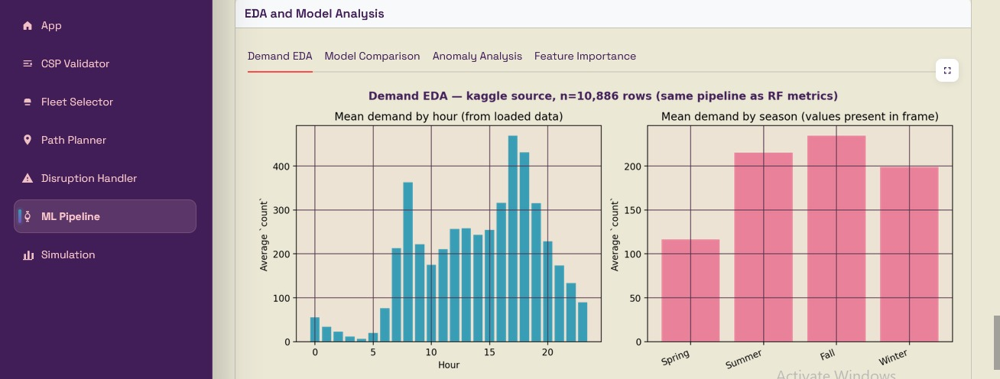 App
CSP Validator
Fleet Selector
Path Planner
Disruption Handler
ML Pipeline
Simulation
EDA and Model Analysis
Demand EDA Model Comparison Anomaly Analysis Feature Importance
Demand EDA — kaggle source, n=10,886 rows (same pipeline as RF metrics)
Mean demand by hour (from loaded data)
Average `count`
400
300
200
100
0
0 5 10 15 20
Hour
Mean demand by season (values present in frame)
Average `count`
200
150
100
50
0
Spring Summer Fall Winter
Activate Windows